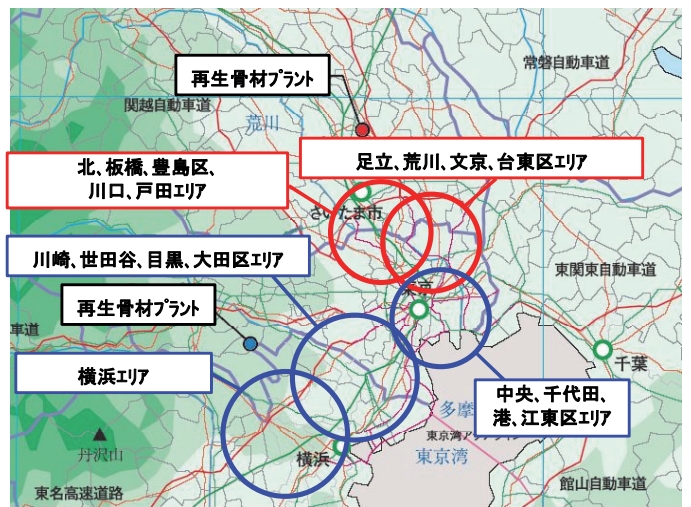 再生骨材プラント
常磐自動車道
関越自動車道
荒川
足立、荒川、文京、台東区エリア
北、板橋、豊島区、
川口、戸田エリア
さいたま市
川崎、世田谷、目黒、大田区エリア
東関東自動車道
東京
再生骨材プラント
車道
千葉
横浜エリア
中央、千代田、
港、江東区エリア
多摩
丹沢山
横浜
東京湾アクアライン
東京湾
東名高速道路
館山自動車道